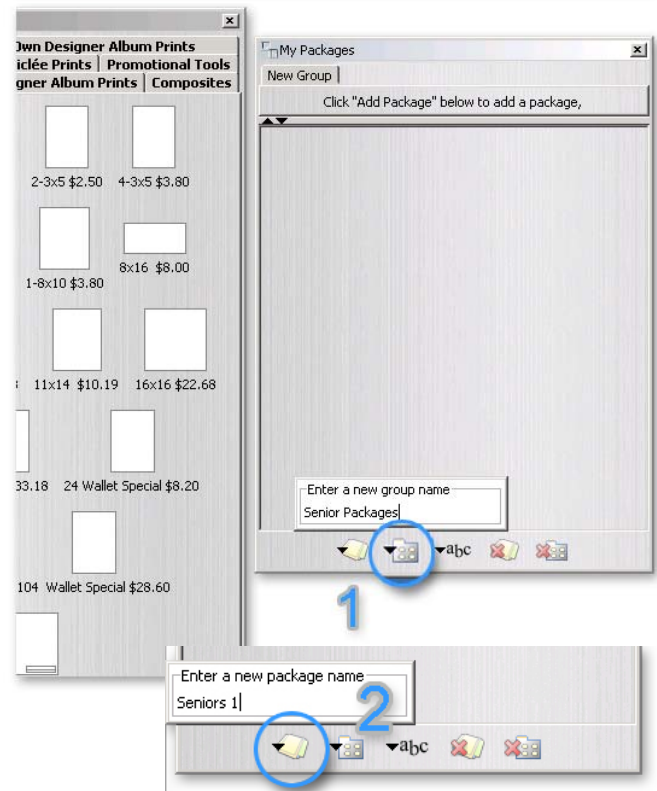 Own Designer Album Prints
Prints | Promotional Tools
Album Prints | Composites
2-3x5 $2.50
4-3x5 $3.80
1-8x10 $3.80
8x16 $8.00
11x14 $10.19
16x16 $22.68
33.18
24 Wallet Special $8.20
104 Wallet Special $28.60
My Packages
New Group
Click "Add Package" below to add a package,
Enter a new group name
Senior Packages
abc
1
Enter a new package name
Seniors 1
2
abc